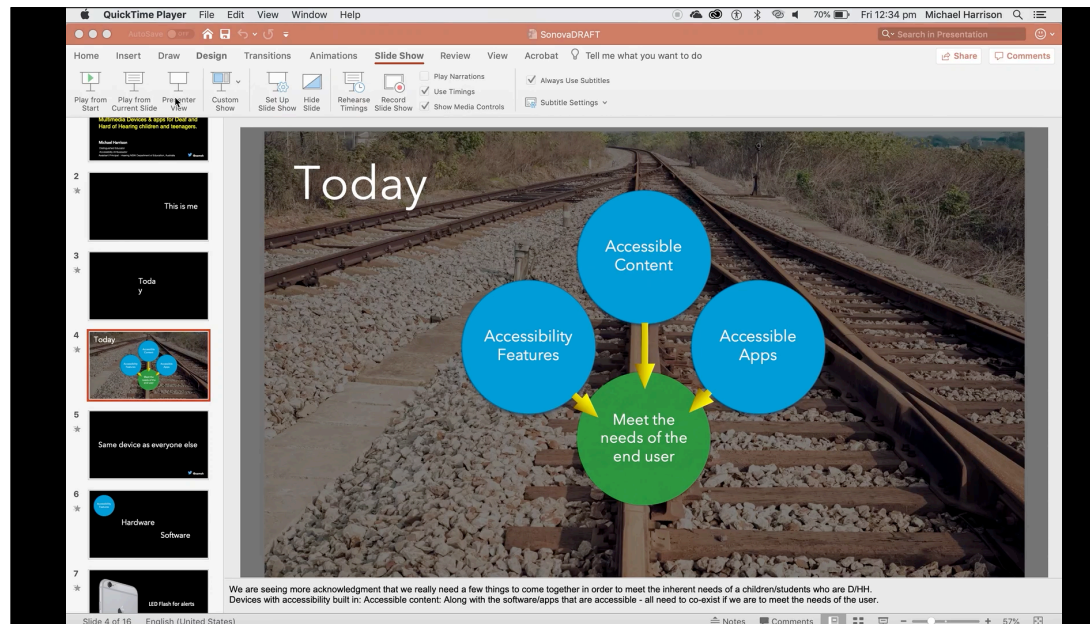 QuickTime Player File Edit View Window Help 70% Fri 12:34 pm Michael Harrison
AutoSave OFF SonovaDRAFT Search in Presentation
Home Insert Draw Design Transitions Animations Slide Show Review View Acrobat Tell me what you want to do Share Comments
Play from Start
Play from Current Slide
Presenter View
Custom Show
Set Up Slide Show
Hide Slide
Rehearse Timings
Record Slide Show
Play Narrations
Use Timings
Show Media Controls
Always Use Subtitles
Subtitle Settings
Multimedia Devices & apps for Deaf and
Hard of Hearing children and teenagers.
Michael Harrison
2
This is me
3
Toda
y
4
Today
5
Same device as everyone else
6
Hardware
Software
7
LED Flash for alerts
Today
Accessible
Content
Accessibility
Features
Accessible
Apps
Meet the
needs of the
end user
We are seeing more acknowledgment that we really need a few things to come together in order to meet the inherent needs of a children/students who are D/HH.
Devices with accessibility built in: Accessible content: Along with the software/apps that are accessible - all need to co-exist if we are to meet the needs of the user.
Slide 4 of 16 English (United States) Notes Comments 57%